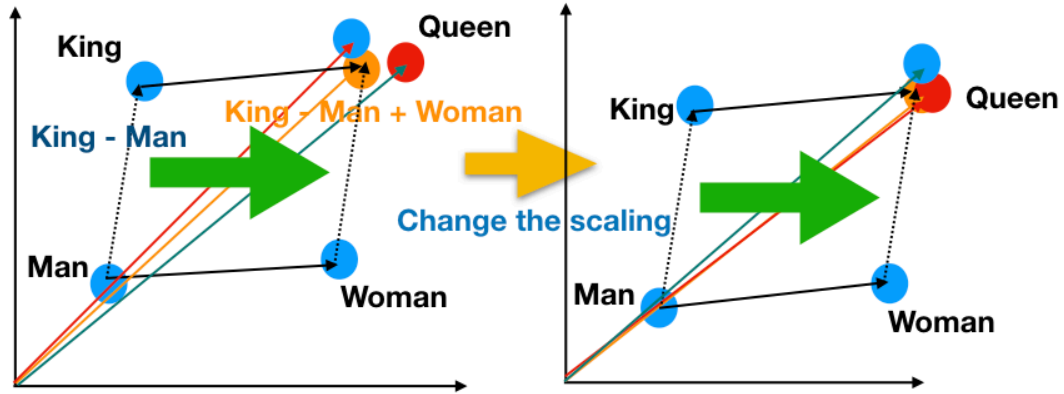 King
Queen
King - Man + Woman
King - Man
Man
Woman
Change the scaling
King
Queen
Man
Woman